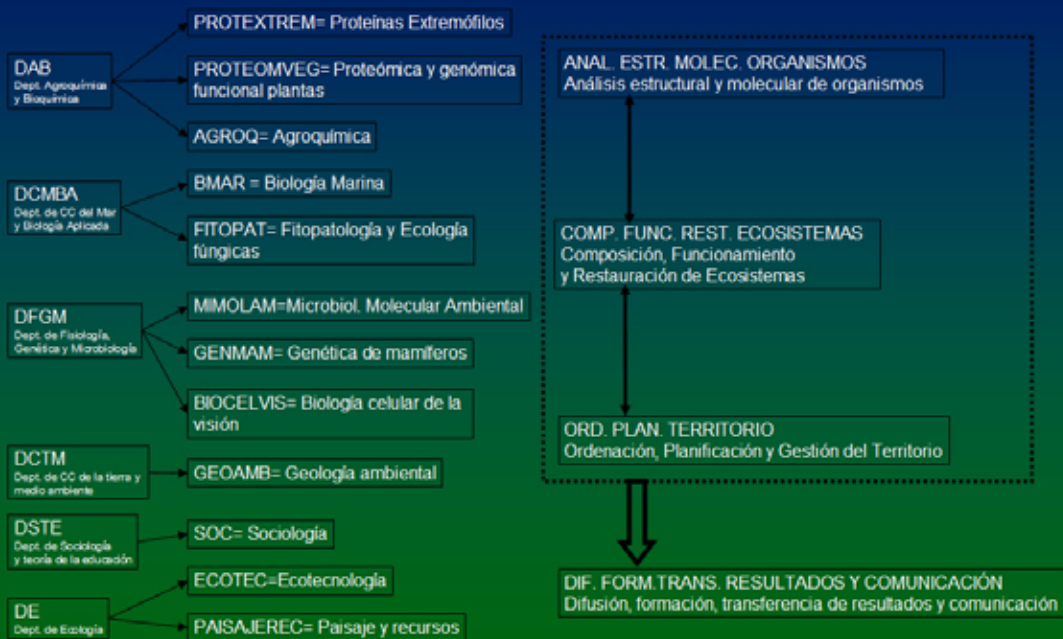 PROTEXTREM= Proteínas Extremófilos
DAB
Dept. Agroquímica
y Bioquímica
PROTEOMVEG= Proteómica y genómica
funcional plantas
AGROQ= Agroquímica
DCMBA
Dept. de CC del Mar
y Biología Aplicada
BMAR = Biología Marina
FITOPAT= Fitopatología y Ecología
fúngicas
DFGM
Dept. de Fisiología,
Genética y Microbiología
MIMOLAM=Microbiol. Molecular Ambiental
GENMAM= Genética de mamíferos
BIOCELVIS= Biología celular de la
visión
DCTM
Dept. de CC de la tierra y
medio ambiente
GEOAMB= Geología ambiental
DSTE
Dept. de Sociología
y teoría de la educación
SOC= Sociología
DE
Dept. de Ecología
ECOTEC=Ecotecnología
PAISAJEREC= Paisaje y recursos
ANAL. ESTR. MOLEC. ORGANISMOS
Análisis estructural y molecular de organismos
COMP. FUNC. REST. ECOSISTEMAS
Composición, Funcionamiento
y Restauración de Ecosistemas
ORD. PLAN. TERRITORIO
Ordenación, Planificación y Gestión del Territorio
DIF. FORM.TRANS. RESULTADOS Y COMUNICACIÓN
Difusión, formación, transferencia de resultados y comunicación